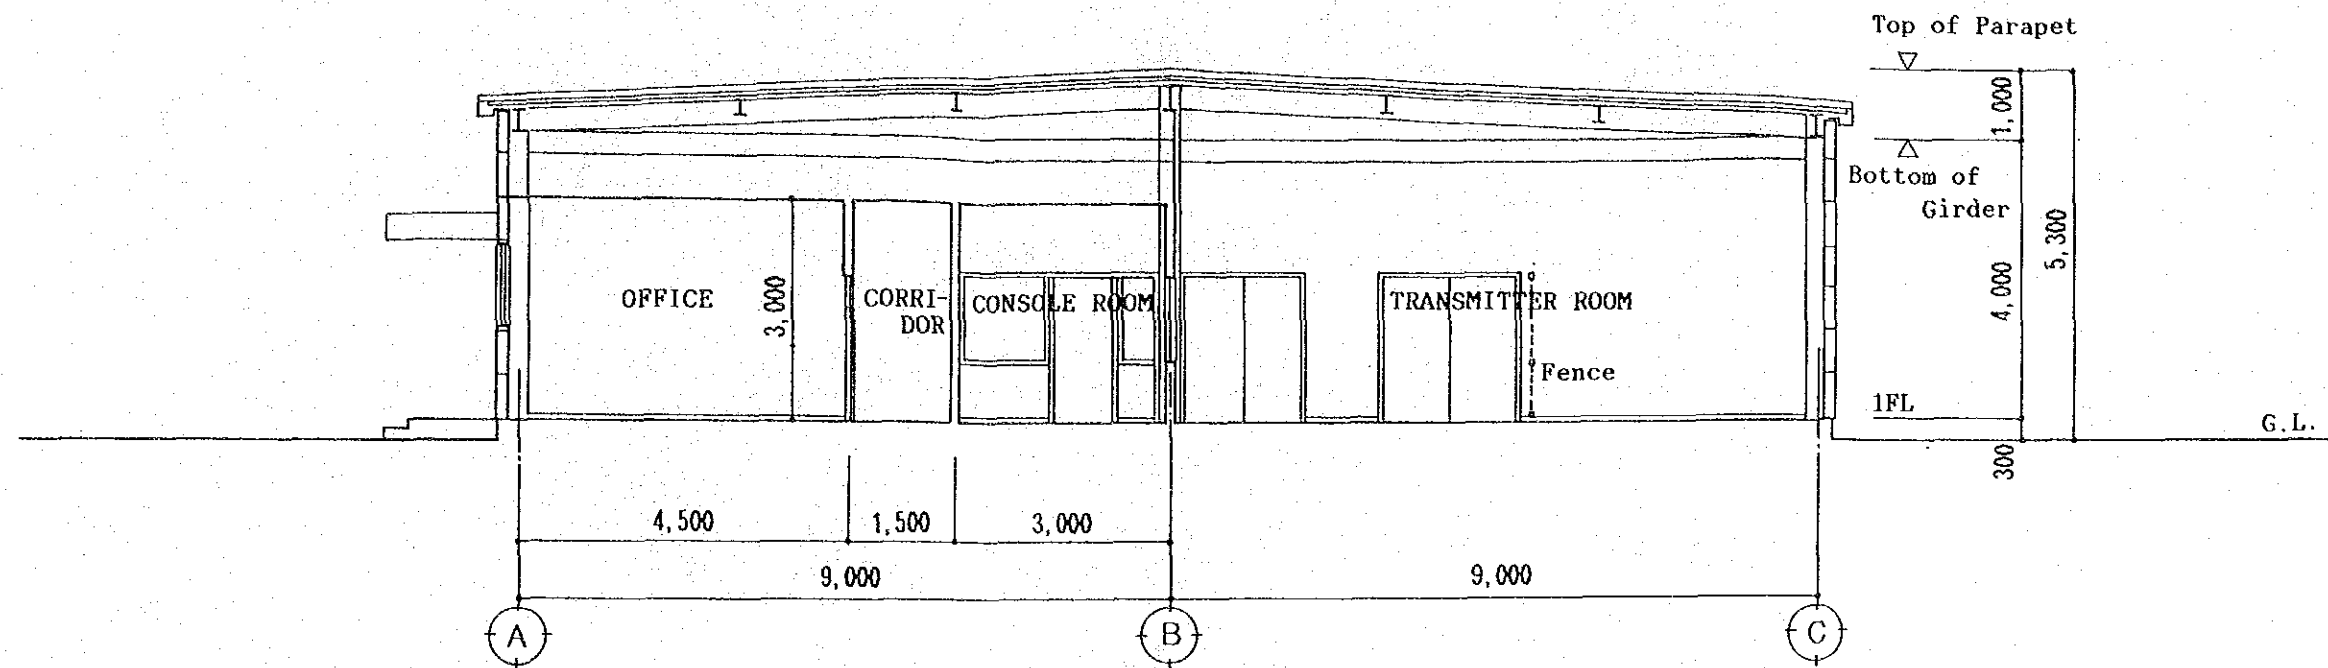 Top of Parapet
1,000
Bottom of
Girder
5,300
4,000
OFFICE
3,000
CORRI-
DOR
CONSOLE ROOM
TRANSMITTER ROOM
Fence
1FL
G.L.
300
4,500
1,500
3,000
9,000
9,000
A
B
C